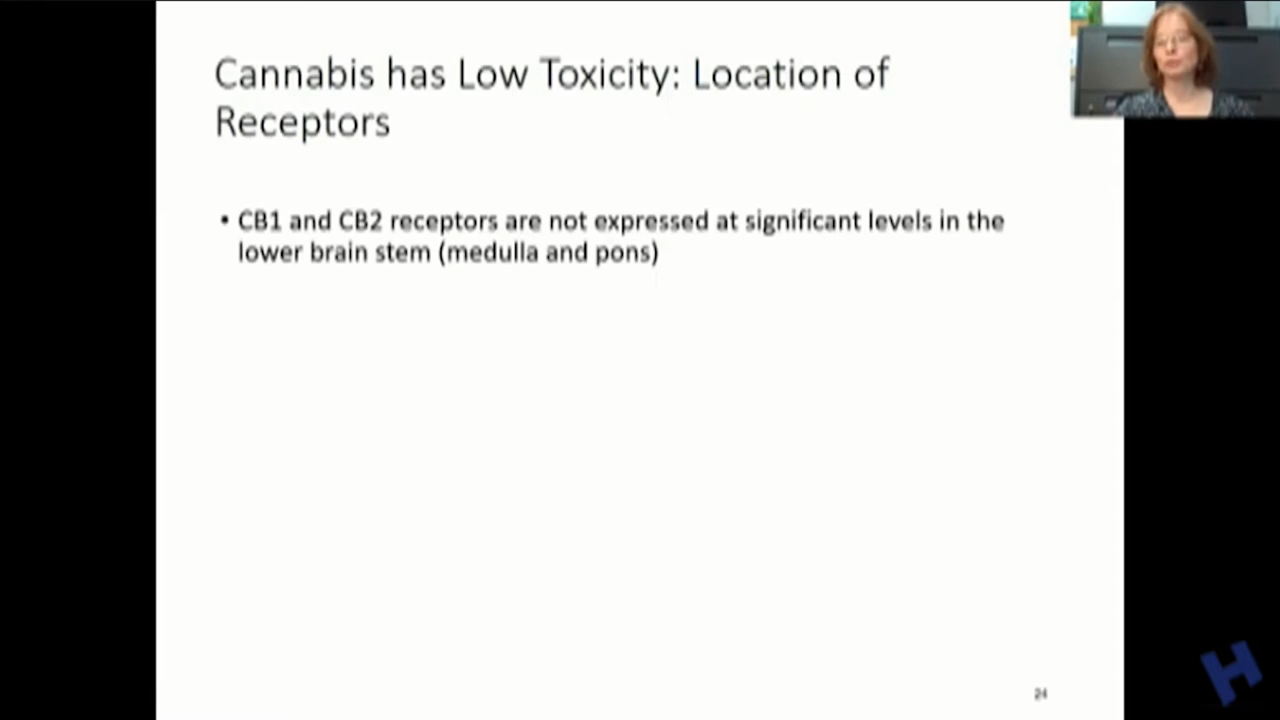 Cannabis has Low Toxicity: Location of
Receptors
• CB1 and CB2 receptors are not expressed at significant levels in the
lower brain stem (medulla and pons)
24
H